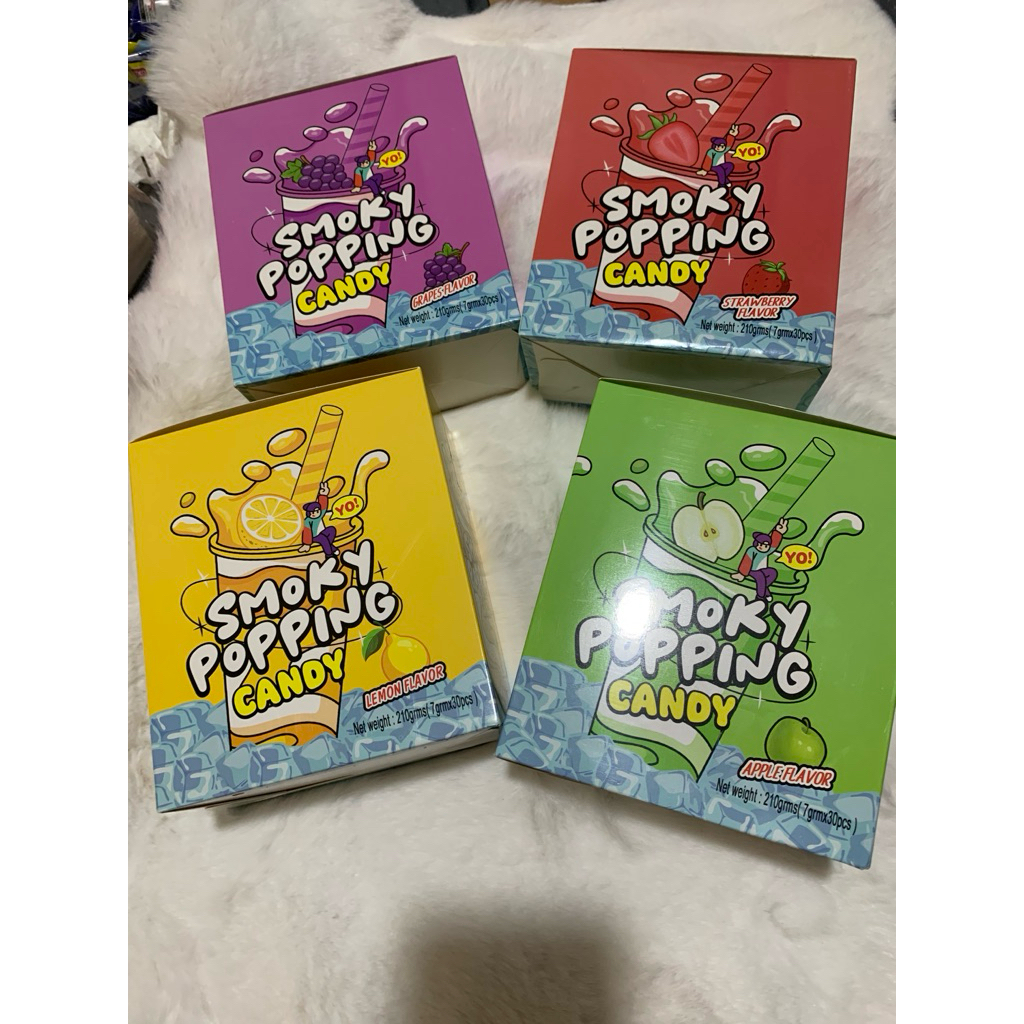 YO!
SMOKY
POPPING
CANDY
GRAPES FLAVOR
Net weight : 210grms( 7grmx30pcs )
YO!
SMOKY
POPPING
CANDY
STRAWBERRY
FLAVOR
Net weight : 210grms( 7grmx30pcs )
YO!
SMOKY
POPPING
CANDY
LEMON FLAVOR
Net weight : 210grms( 7grmx30pcs )
YO!
SMOKY
POPPING
CANDY
APPLE FLAVOR
Net weight : 210grms( 7grmx30pcs )